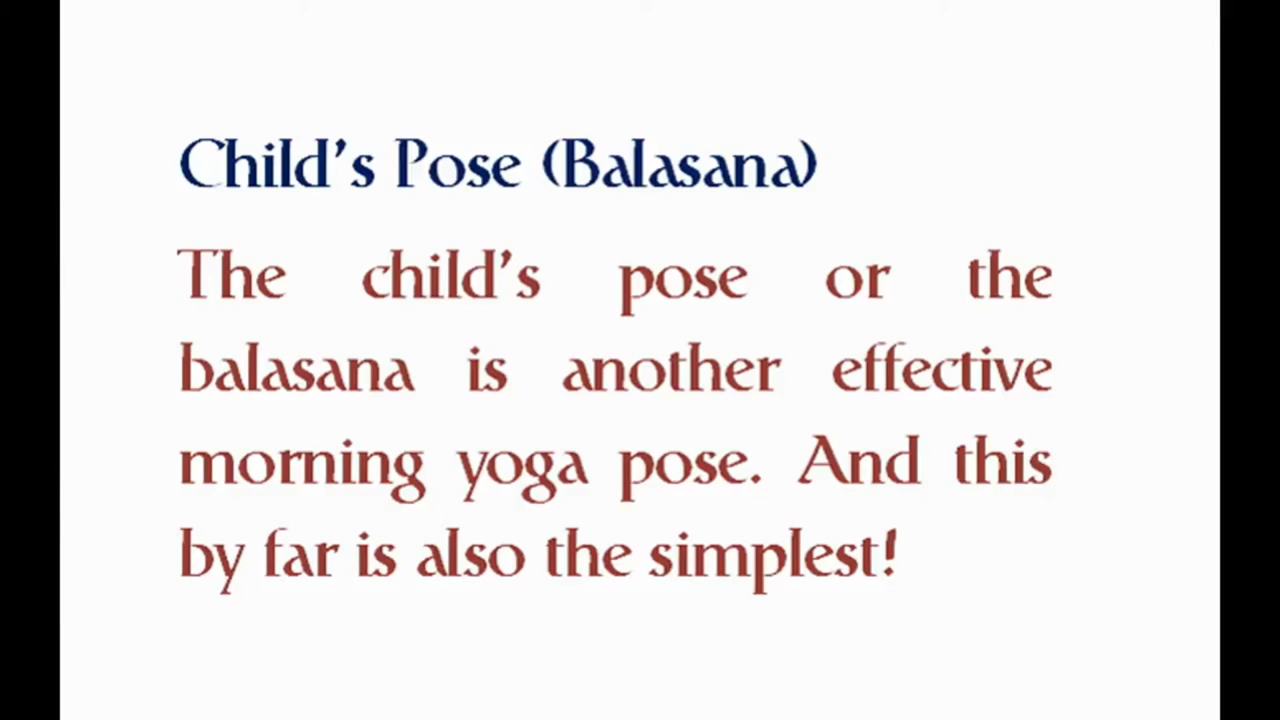 Child's Pose (Balasana)
The child's pose or the
balasana is another effective
morning yoga pose. And this
by far is also the simplest!